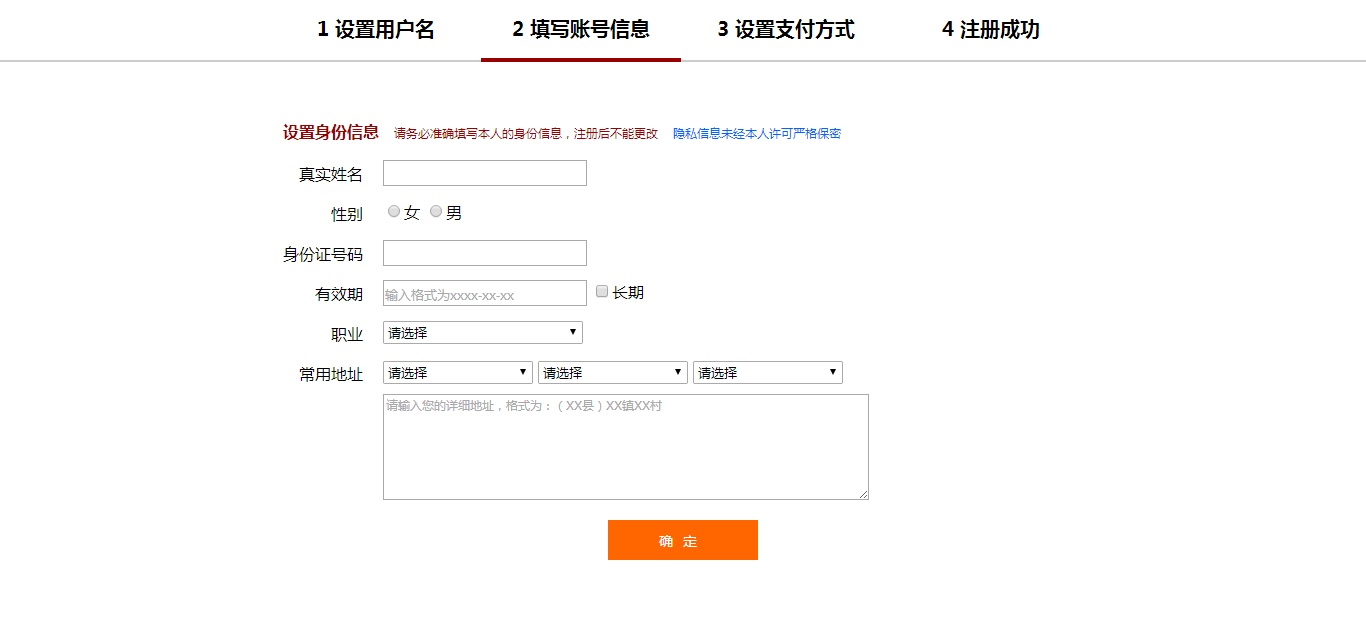 1 设置用户名 2 填写账号信息 3 设置支付方式 4 注册成功
设置身份信息 请务必准确填写本人的身份信息，注册后不能更改 隐私信息未经本人许可严格保密
真实姓名
性别 女 男
身份证号码
有效期 输入格式为xxxx-xx-xx 长期
职业 请选择
常用地址 请选择 请选择 请选择
请输入您的详细地址，格式为：（XX县）XX镇XX村
确 定